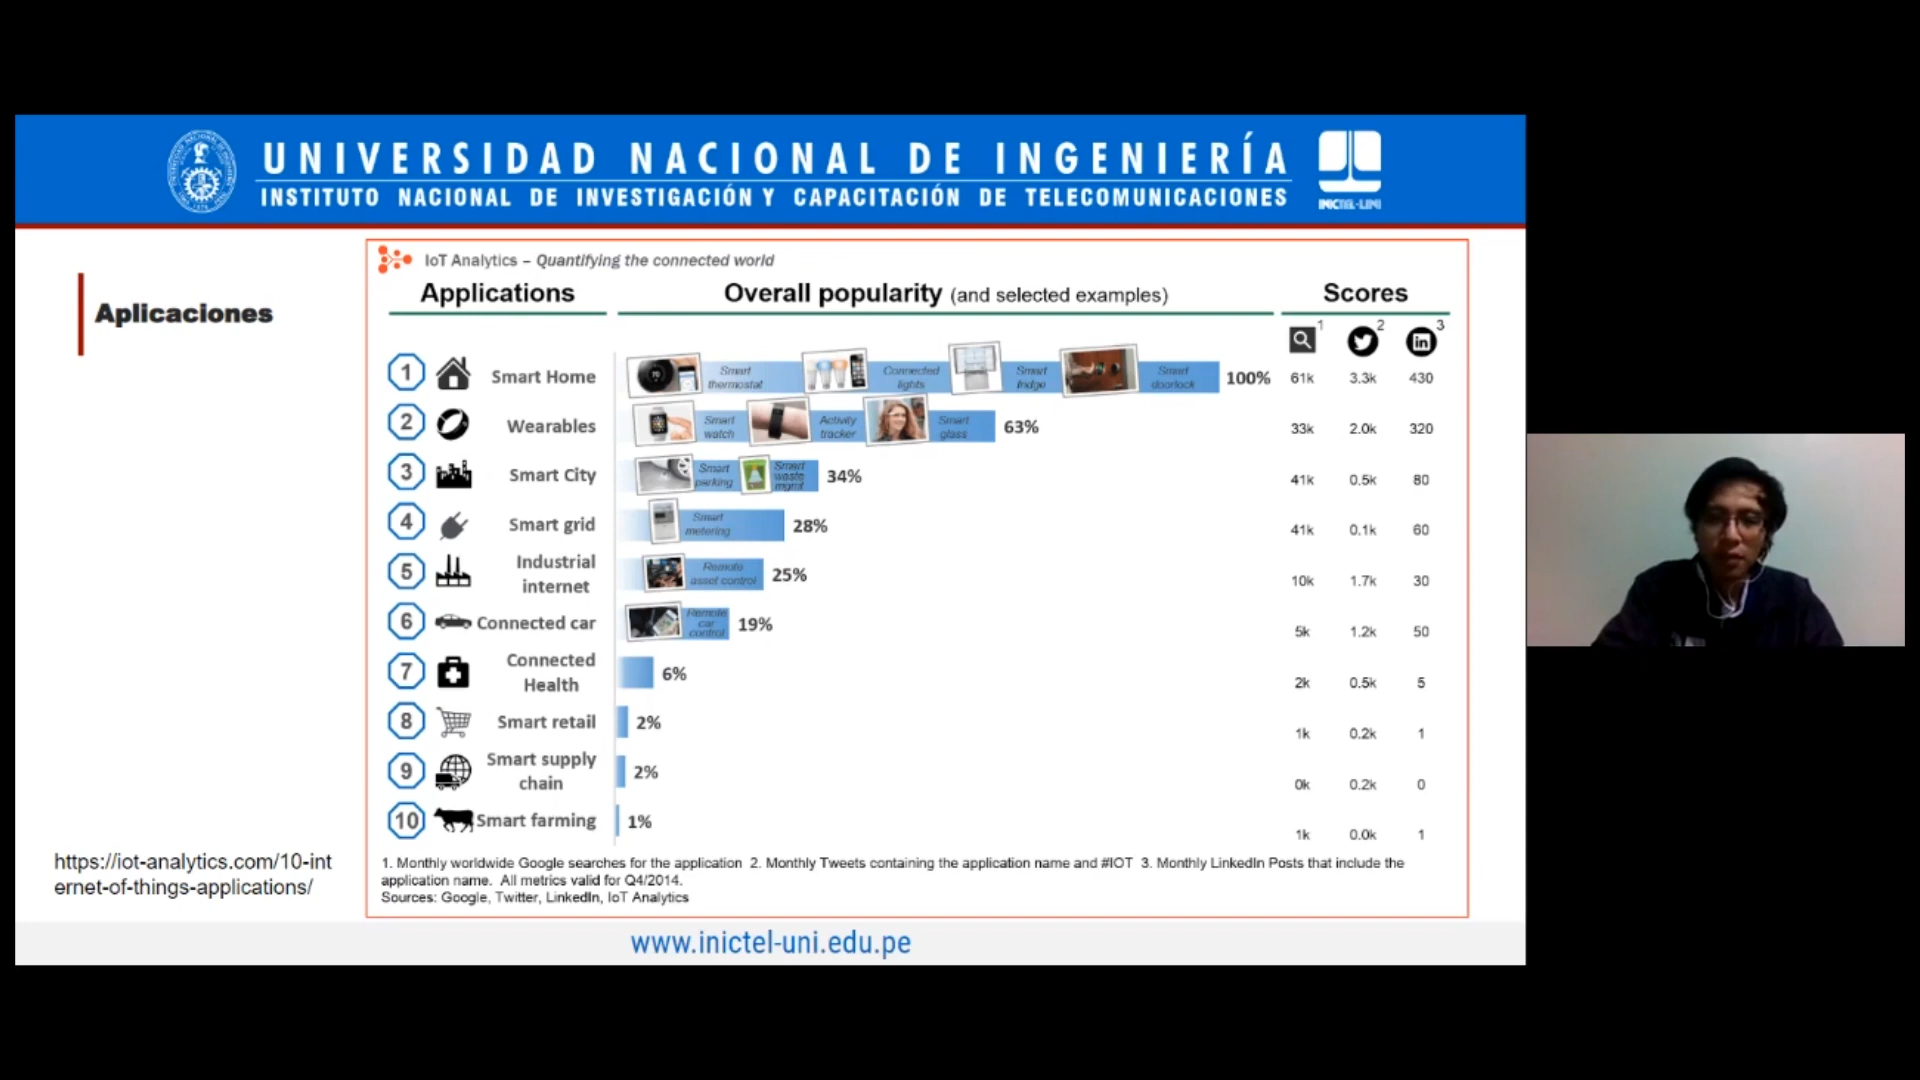 UNIVERSIDAD NACIONAL DE INGENIERÍA
INSTITUTO NACIONAL DE INVESTIGACIÓN Y CAPACITACIÓN DE TELECOMUNICACIONES
INICTEL-UNI
Aplicaciones
IoT Analytics – Quantifying the connected world
Applications
Overall popularity (and selected examples)
Scores
1 2 3
1 Smart Home Smart thermostat Connected lights Smart fridge Smart doorlock 100% 61k 3.3k 430
2 Wearables Smart watch Activity tracker Smart glass 63% 33k 2.0k 320
3 Smart City Smart parking Smart waste mgmt 34% 41k 0.5k 80
4 Smart grid Smart metering 28% 41k 0.1k 60
5 Industrial internet Remote asset control 25% 10k 1.7k 30
6 Connected car Remote car control 19% 5k 1.2k 50
7 Connected Health 6% 2k 0.5k 5
8 Smart retail 2% 1k 0.2k 1
9 Smart supply chain 2% 0k 0.2k 0
10 Smart farming 1% 1k 0.0k 1
1. Monthly worldwide Google searches for the application 2. Monthly Tweets containing the application name and #IOT 3. Monthly LinkedIn Posts that include the
application name. All metrics valid for Q4/2014.
Sources: Google, Twitter, LinkedIn, IoT Analytics
https://iot-analytics.com/10-int
ernet-of-things-applications/
www.inictel-uni.edu.pe